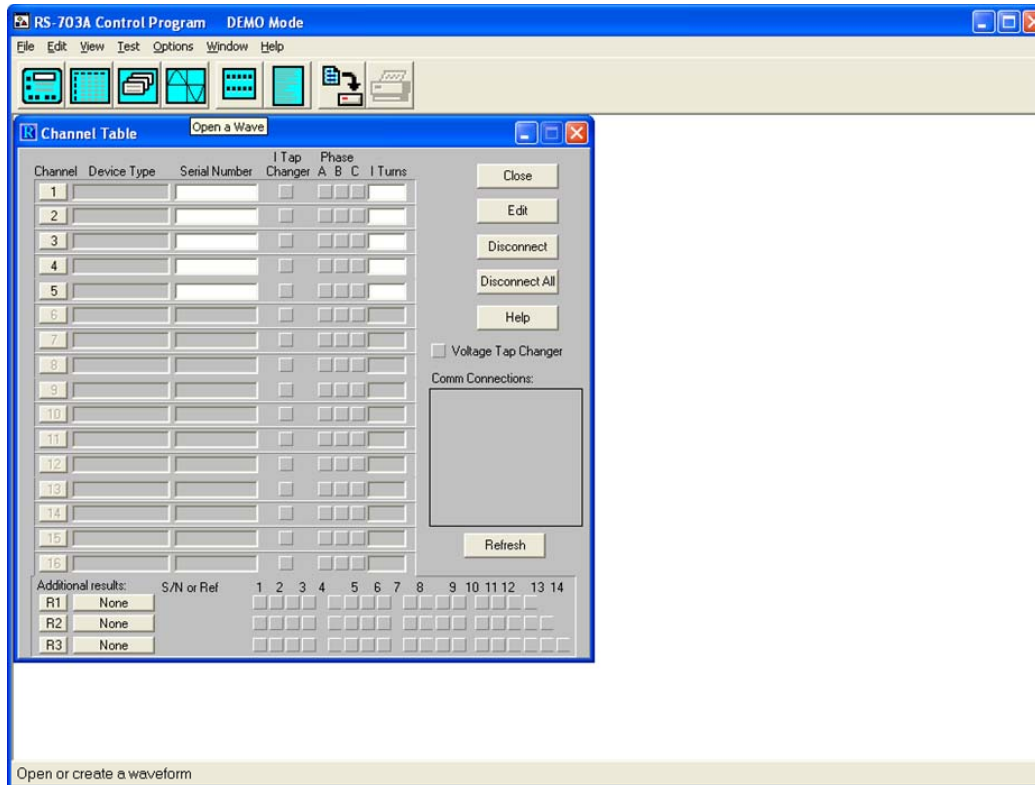 RS-703A Control Program DEMO Mode
File Edit View Test Options Window Help
Open a Wave
R Channel Table
I Tap Phase
Channel Device Type Serial Number Changer A B C I Turns
1
2
3
4
5
6
7
8
9
10
11
12
13
14
15
16
Close
Edit
Disconnect
Disconnect All
Help
Voltage Tap Changer
Comm Connections:
Refresh
Additional results: S/N or Ref 1 2 3 4 5 6 7 8 9 10 11 12 13 14
R1 None
R2 None
R3 None
Open or create a waveform